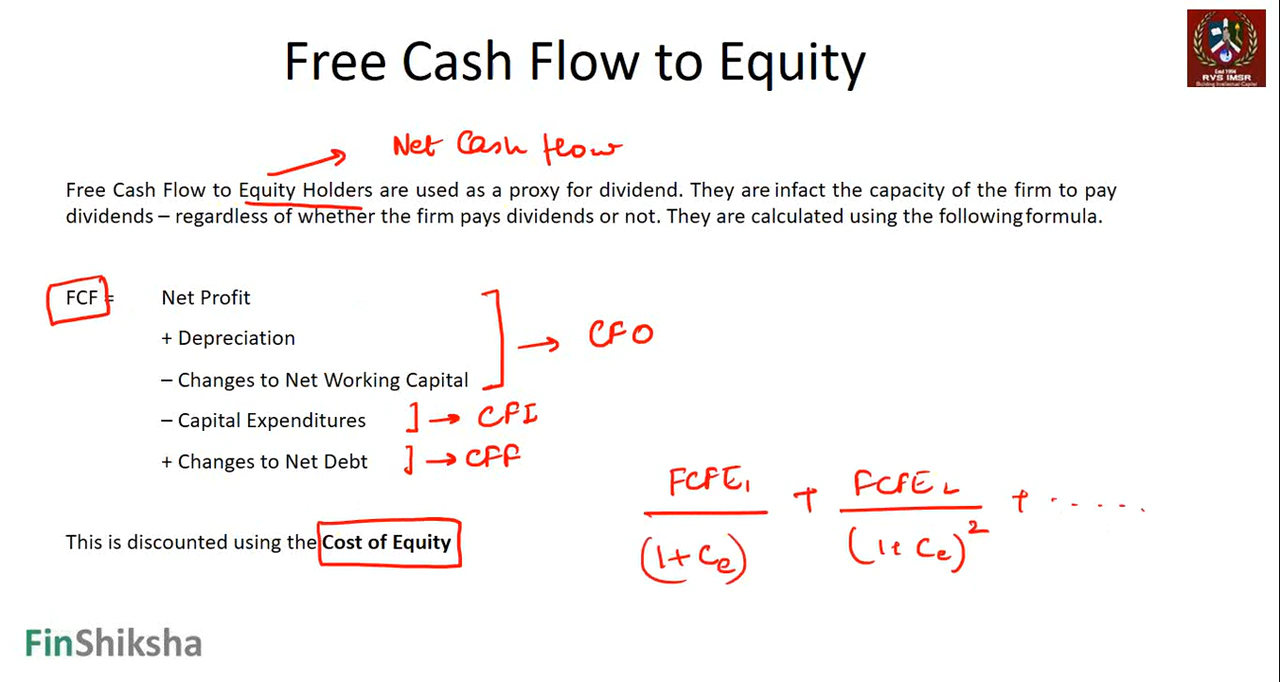 Free Cash Flow to Equity
Estd 1994
RVS IMSR
Building Intellectual Capital
Net Cash flow
Free Cash Flow to Equity Holders are used as a proxy for dividend. They are infact the capacity of the firm to pay
dividends – regardless of whether the firm pays dividends or not. They are calculated using the following formula.
FCF = Net Profit
+ Depreciation
– Changes to Net Working Capital
] → CFO
– Capital Expenditures ] → CFI
+ Changes to Net Debt ] → CFF
FCFE1 / (1 + Ce) + FCFE2 / (1 + Ce)² + ......
This is discounted using the Cost of Equity
FinShiksha